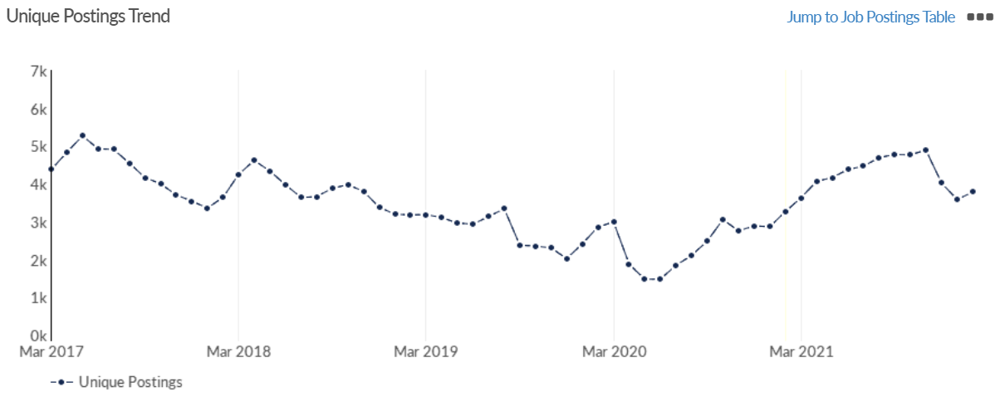 Unique Postings Trend
Jump to Job Postings Table
7k
6k
5k
4k
3k
2k
1k
0k
Mar 2017 Mar 2018 Mar 2019 Mar 2020 Mar 2021
Unique Postings